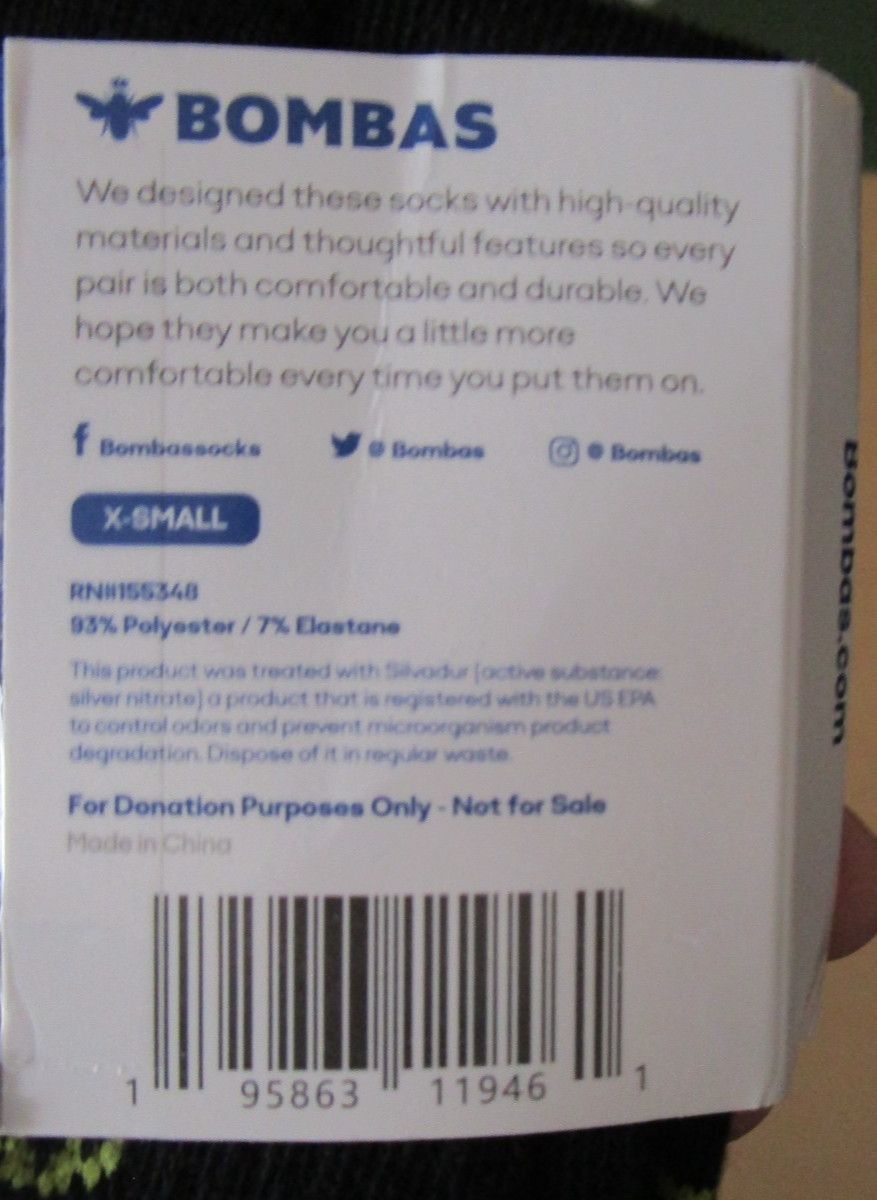 BOMBAS
We designed these socks with high-quality
materials and thoughtful features so every
pair is both comfortable and durable. We
hope they make you a little more
comfortable every time you put them on.
Bombassocks @ Bombas @ Bombas
X-SMALL
RN#155348
93% Polyester / 7% Elastane
This product was treated with Silvadur [active substance:
silver nitrate] a product that is registered with the US EPA
to control odors and prevent microorganism product
degradation. Dispose of it in regular waste.
For Donation Purposes Only - Not for Sale
Made in China
1 95863 11946 1
Bombas.com